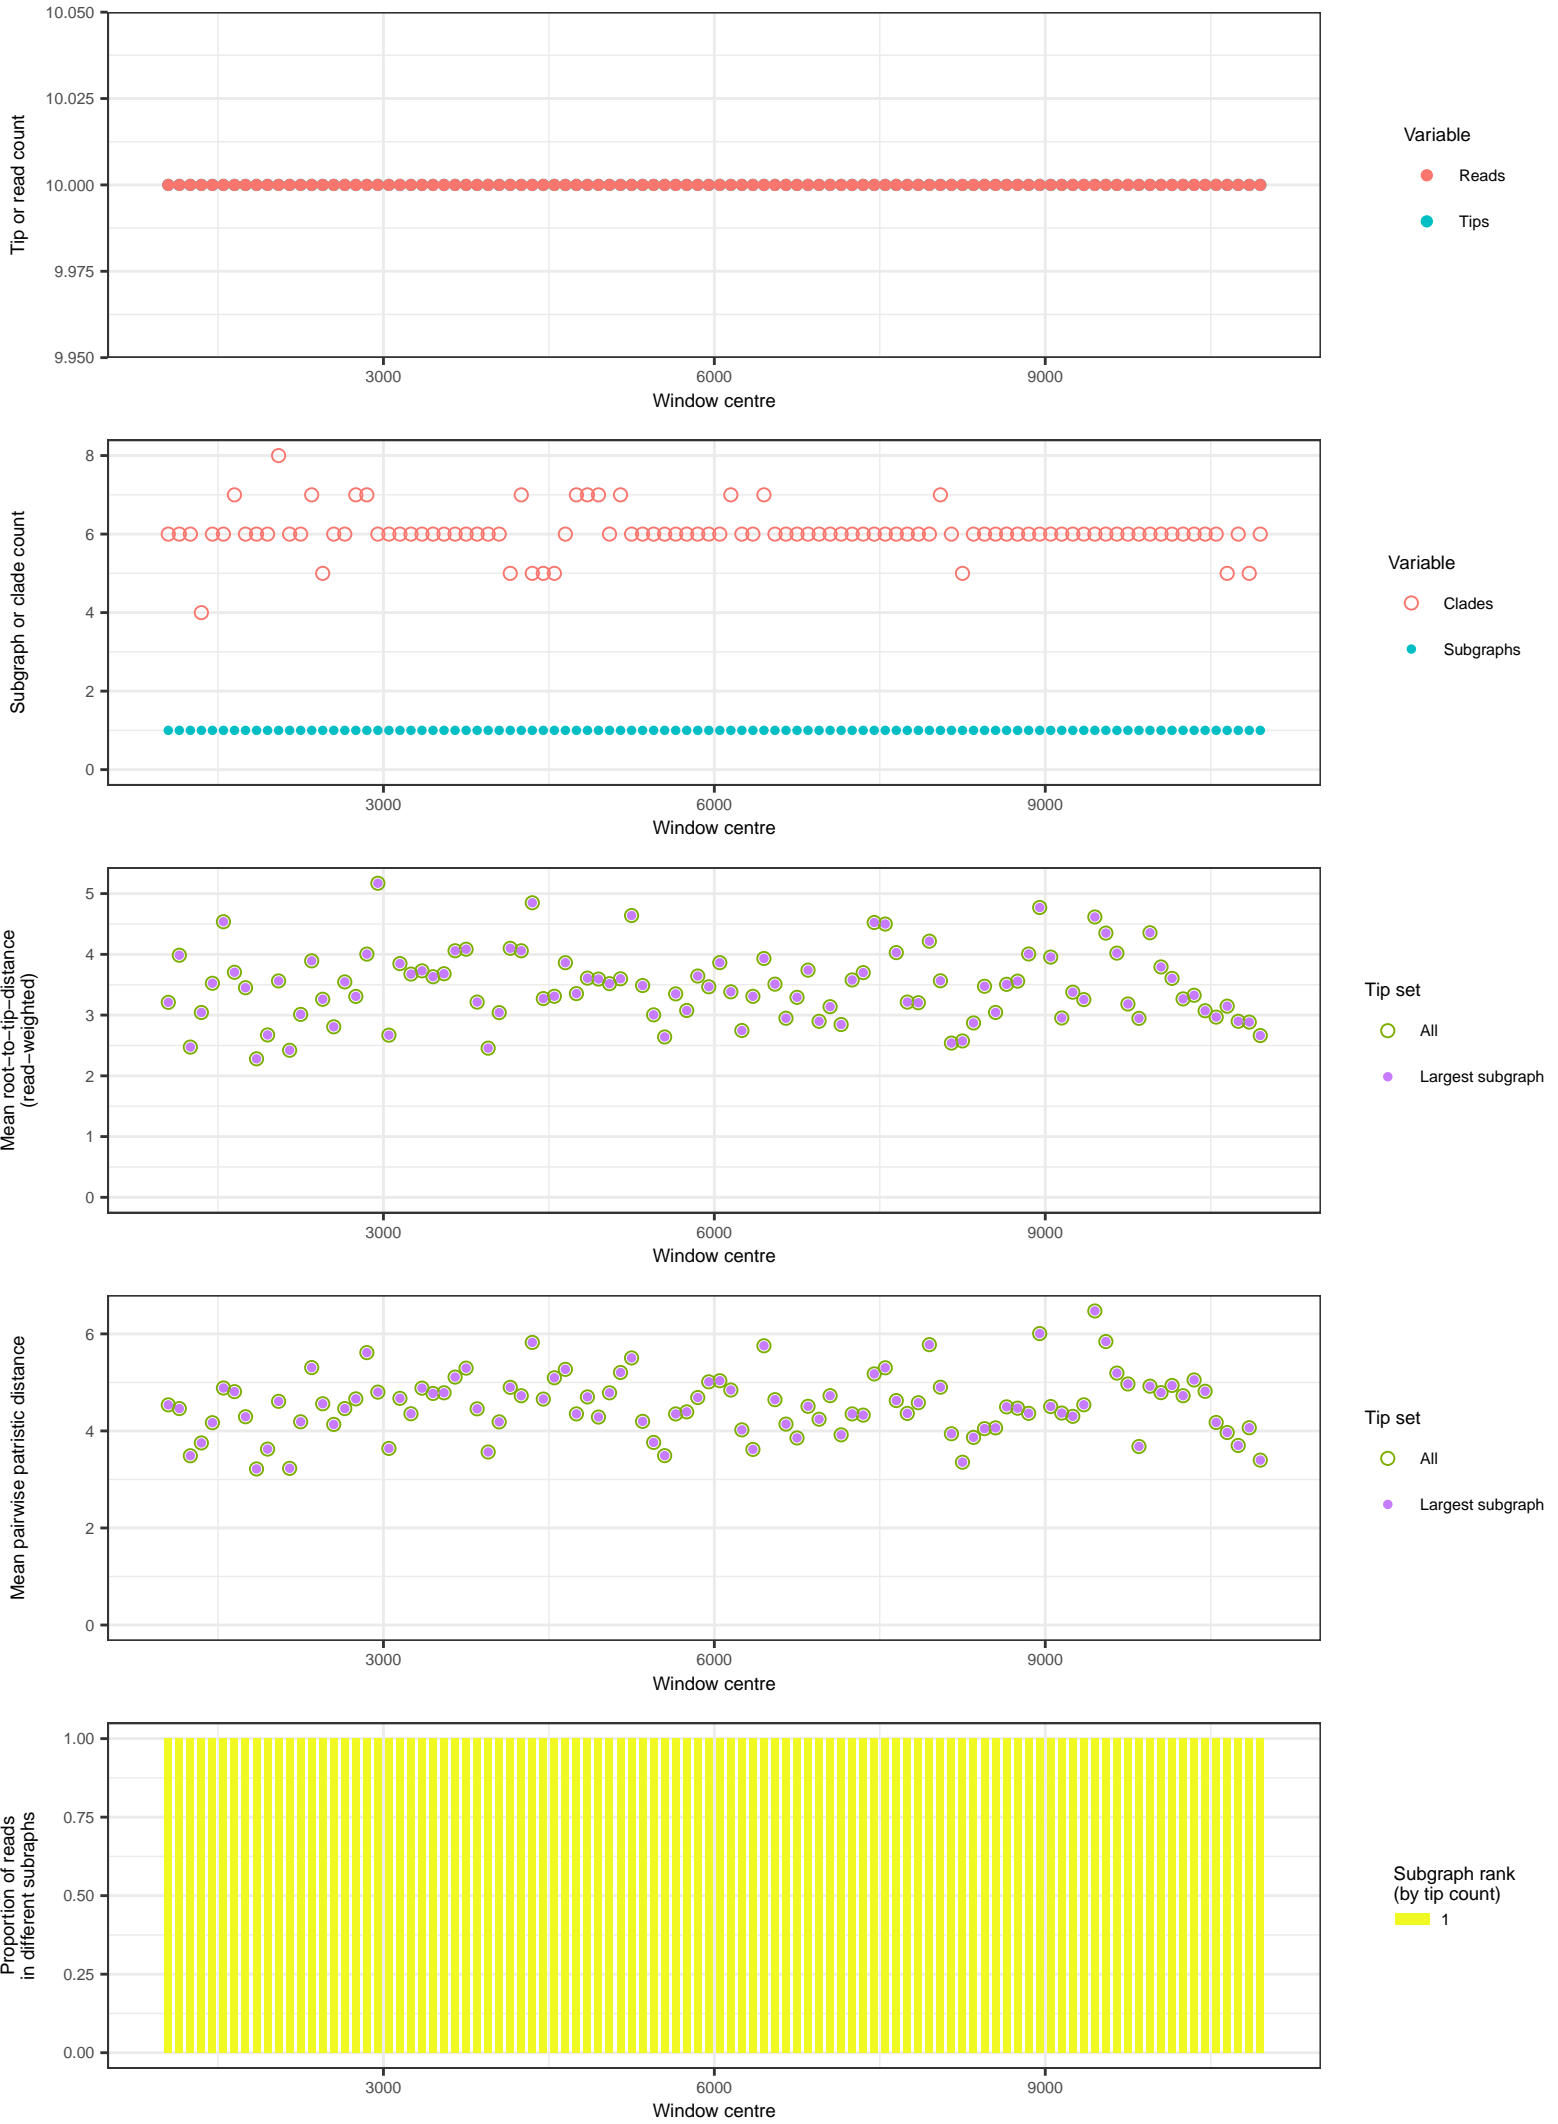 10.050
10.025
10.000
9.975
9.950
Tip or read count
3000 6000 9000
Window centre
Variable
Reads
Tips
8
6
4
2
0
Subgraph or clade count
3000 6000 9000
Window centre
Variable
Clades
Subgraphs
5
4
3
2
1
0
Mean root−to−tip−distance
(read−weighted)
3000 6000 9000
Window centre
Tip set
All
Largest subgraph
6
4
2
0
Mean pairwise patristic distance
3000 6000 9000
Window centre
Tip set
All
Largest subgraph
1.00
0.75
0.50
0.25
0.00
Proportion of reads
in different subraphs
3000 6000 9000
Window centre
Subgraph rank
(by tip count)
1